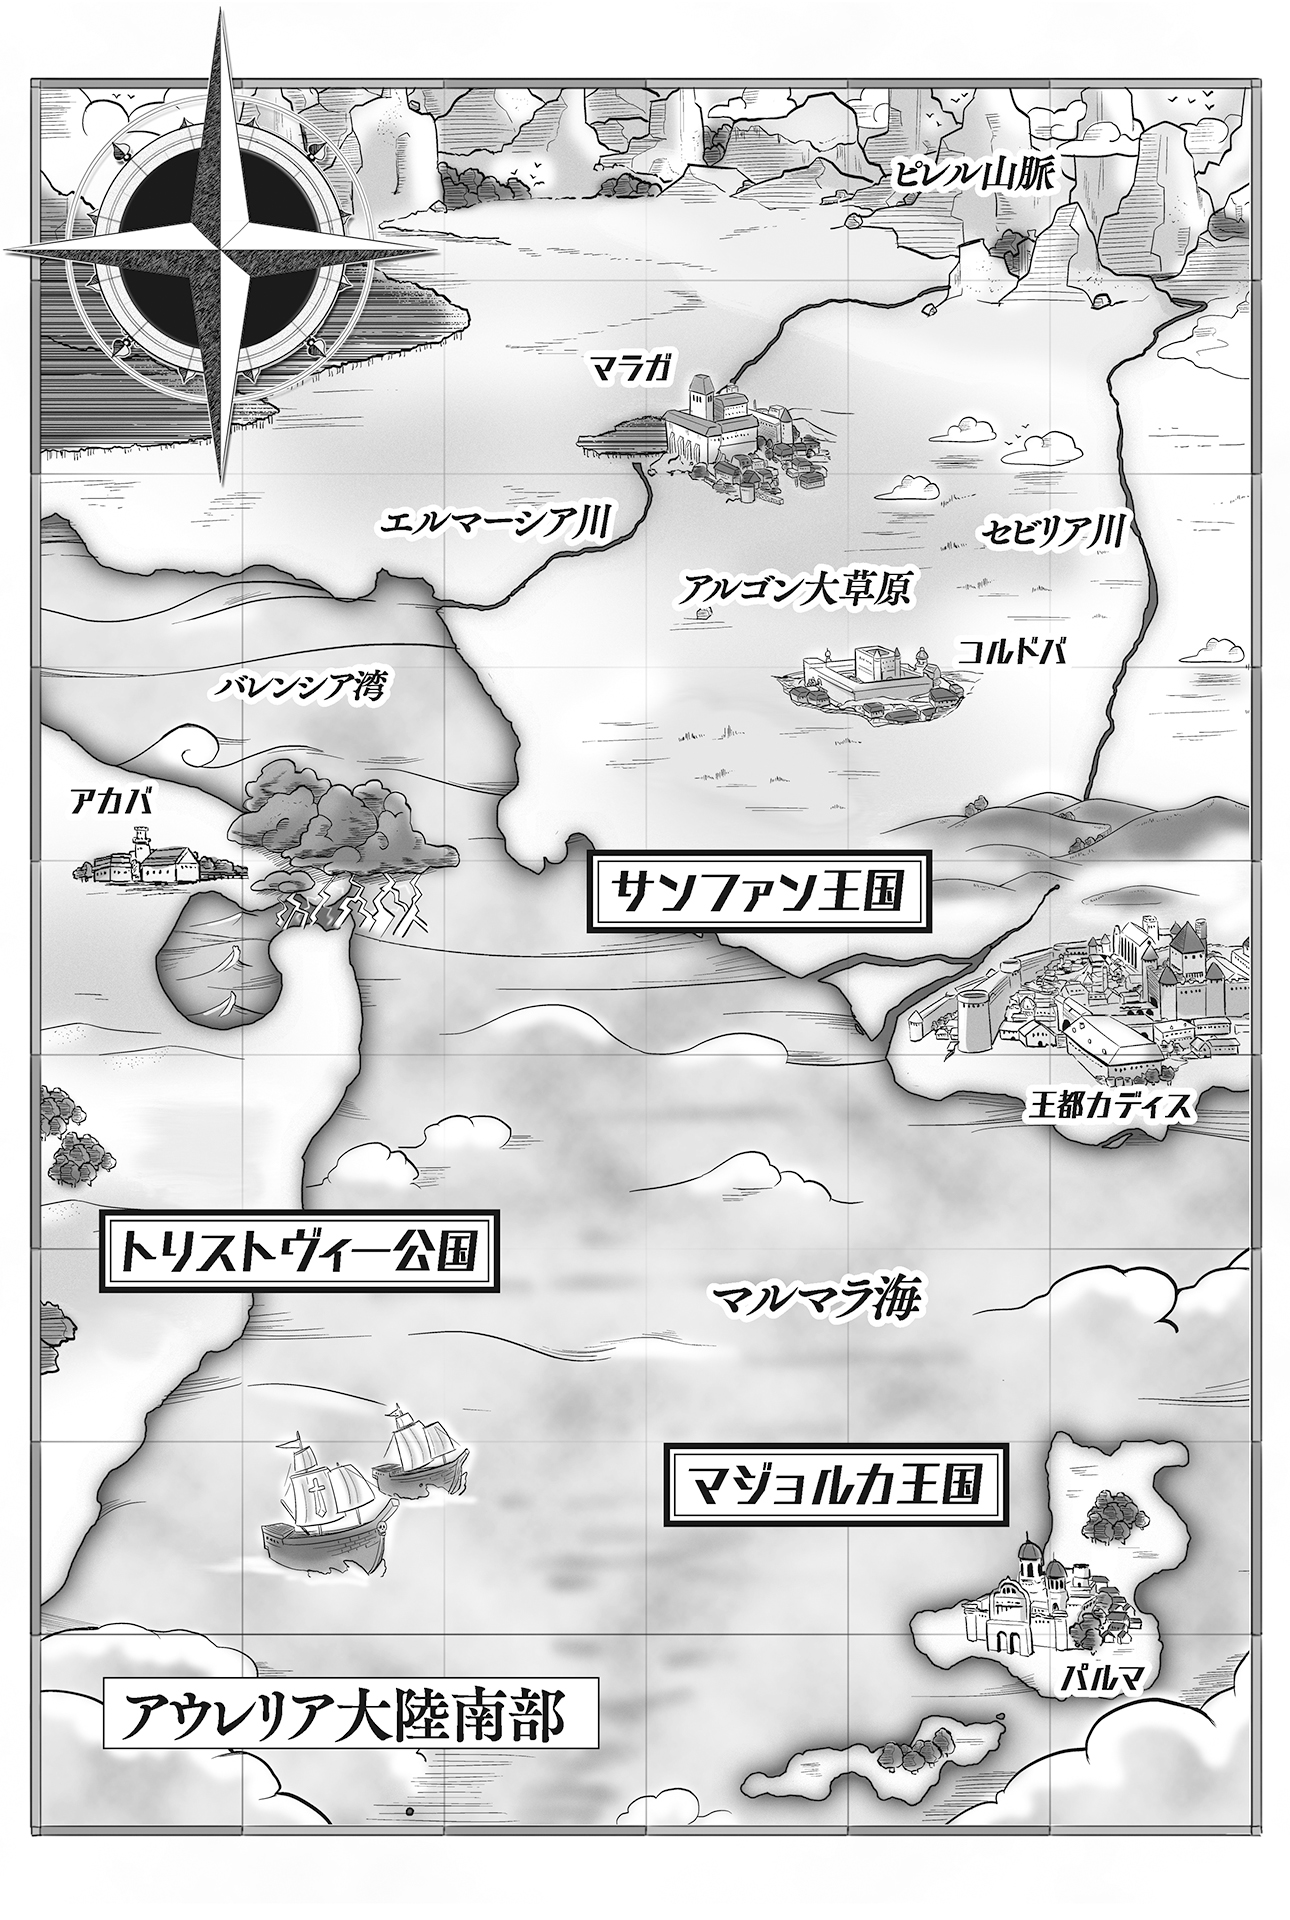 ピレル山脈
マラガ
エルマーシア川
セビリア川
アルゴン大草原
コルドバ
バレンシア湾
アカバ
サンファン王国
王都カディス
トリストヴィー公国
マルマラ海
マジョルカ王国
パルマ
アウレリア大陸南部